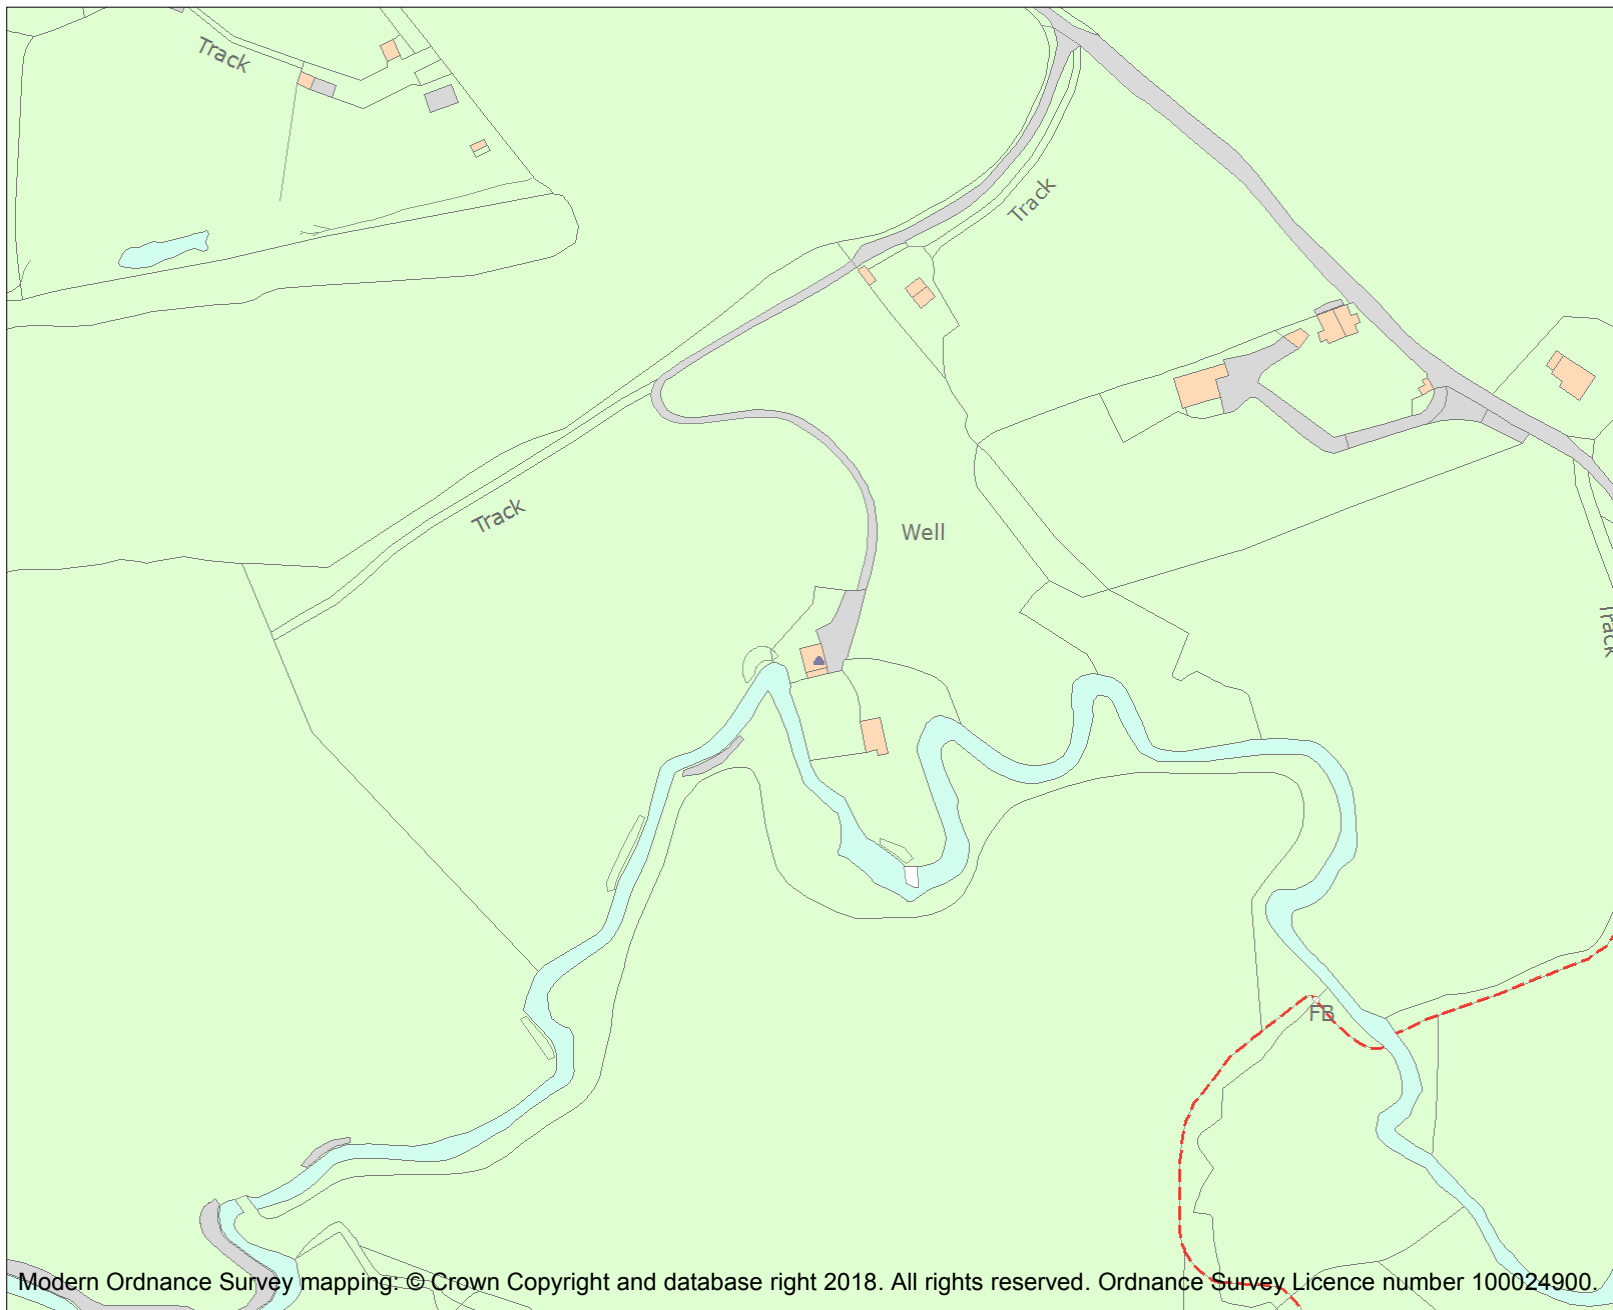 Track
Track
Track
Well
Track
FB
Modern Ordnance Survey mapping: © Crown Copyright and database right 2018. All rights reserved. Ordnance Survey Licence number 100024900.